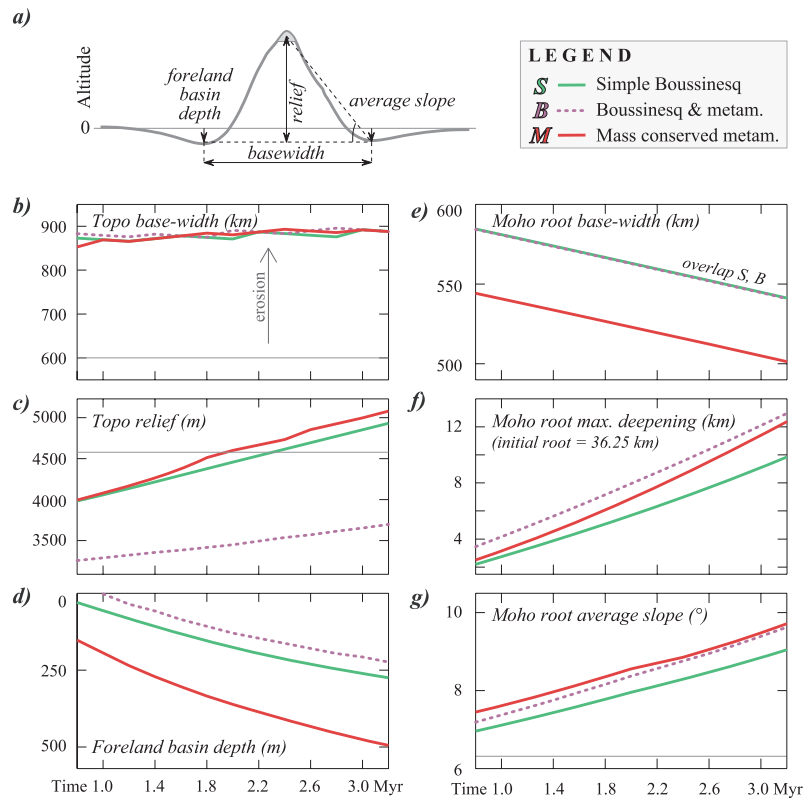 a)
Altitude
0
foreland
basin
depth
relief
average slope
basewidth
LEGEND
S Simple Boussinesq
B Boussinesq & metam.
M Mass conserved metam.
b)
Topo base-width (km)
900
800
700
600
erosion
c)
Topo relief (m)
5000
4500
4000
3500
d)
0
250
500
Foreland basin depth (m)
Time 1.0 1.4 1.8 2.2 2.6 3.0 Myr
e)
Moho root base-width (km)
600
550
500
overlap S, B
f)
Moho root max. deepening (km)
(initial root = 36.25 km)
12
8
4
g)
Moho root average slope (°)
10
8
6
Time 1.0 1.4 1.8 2.2 2.6 3.0 Myr